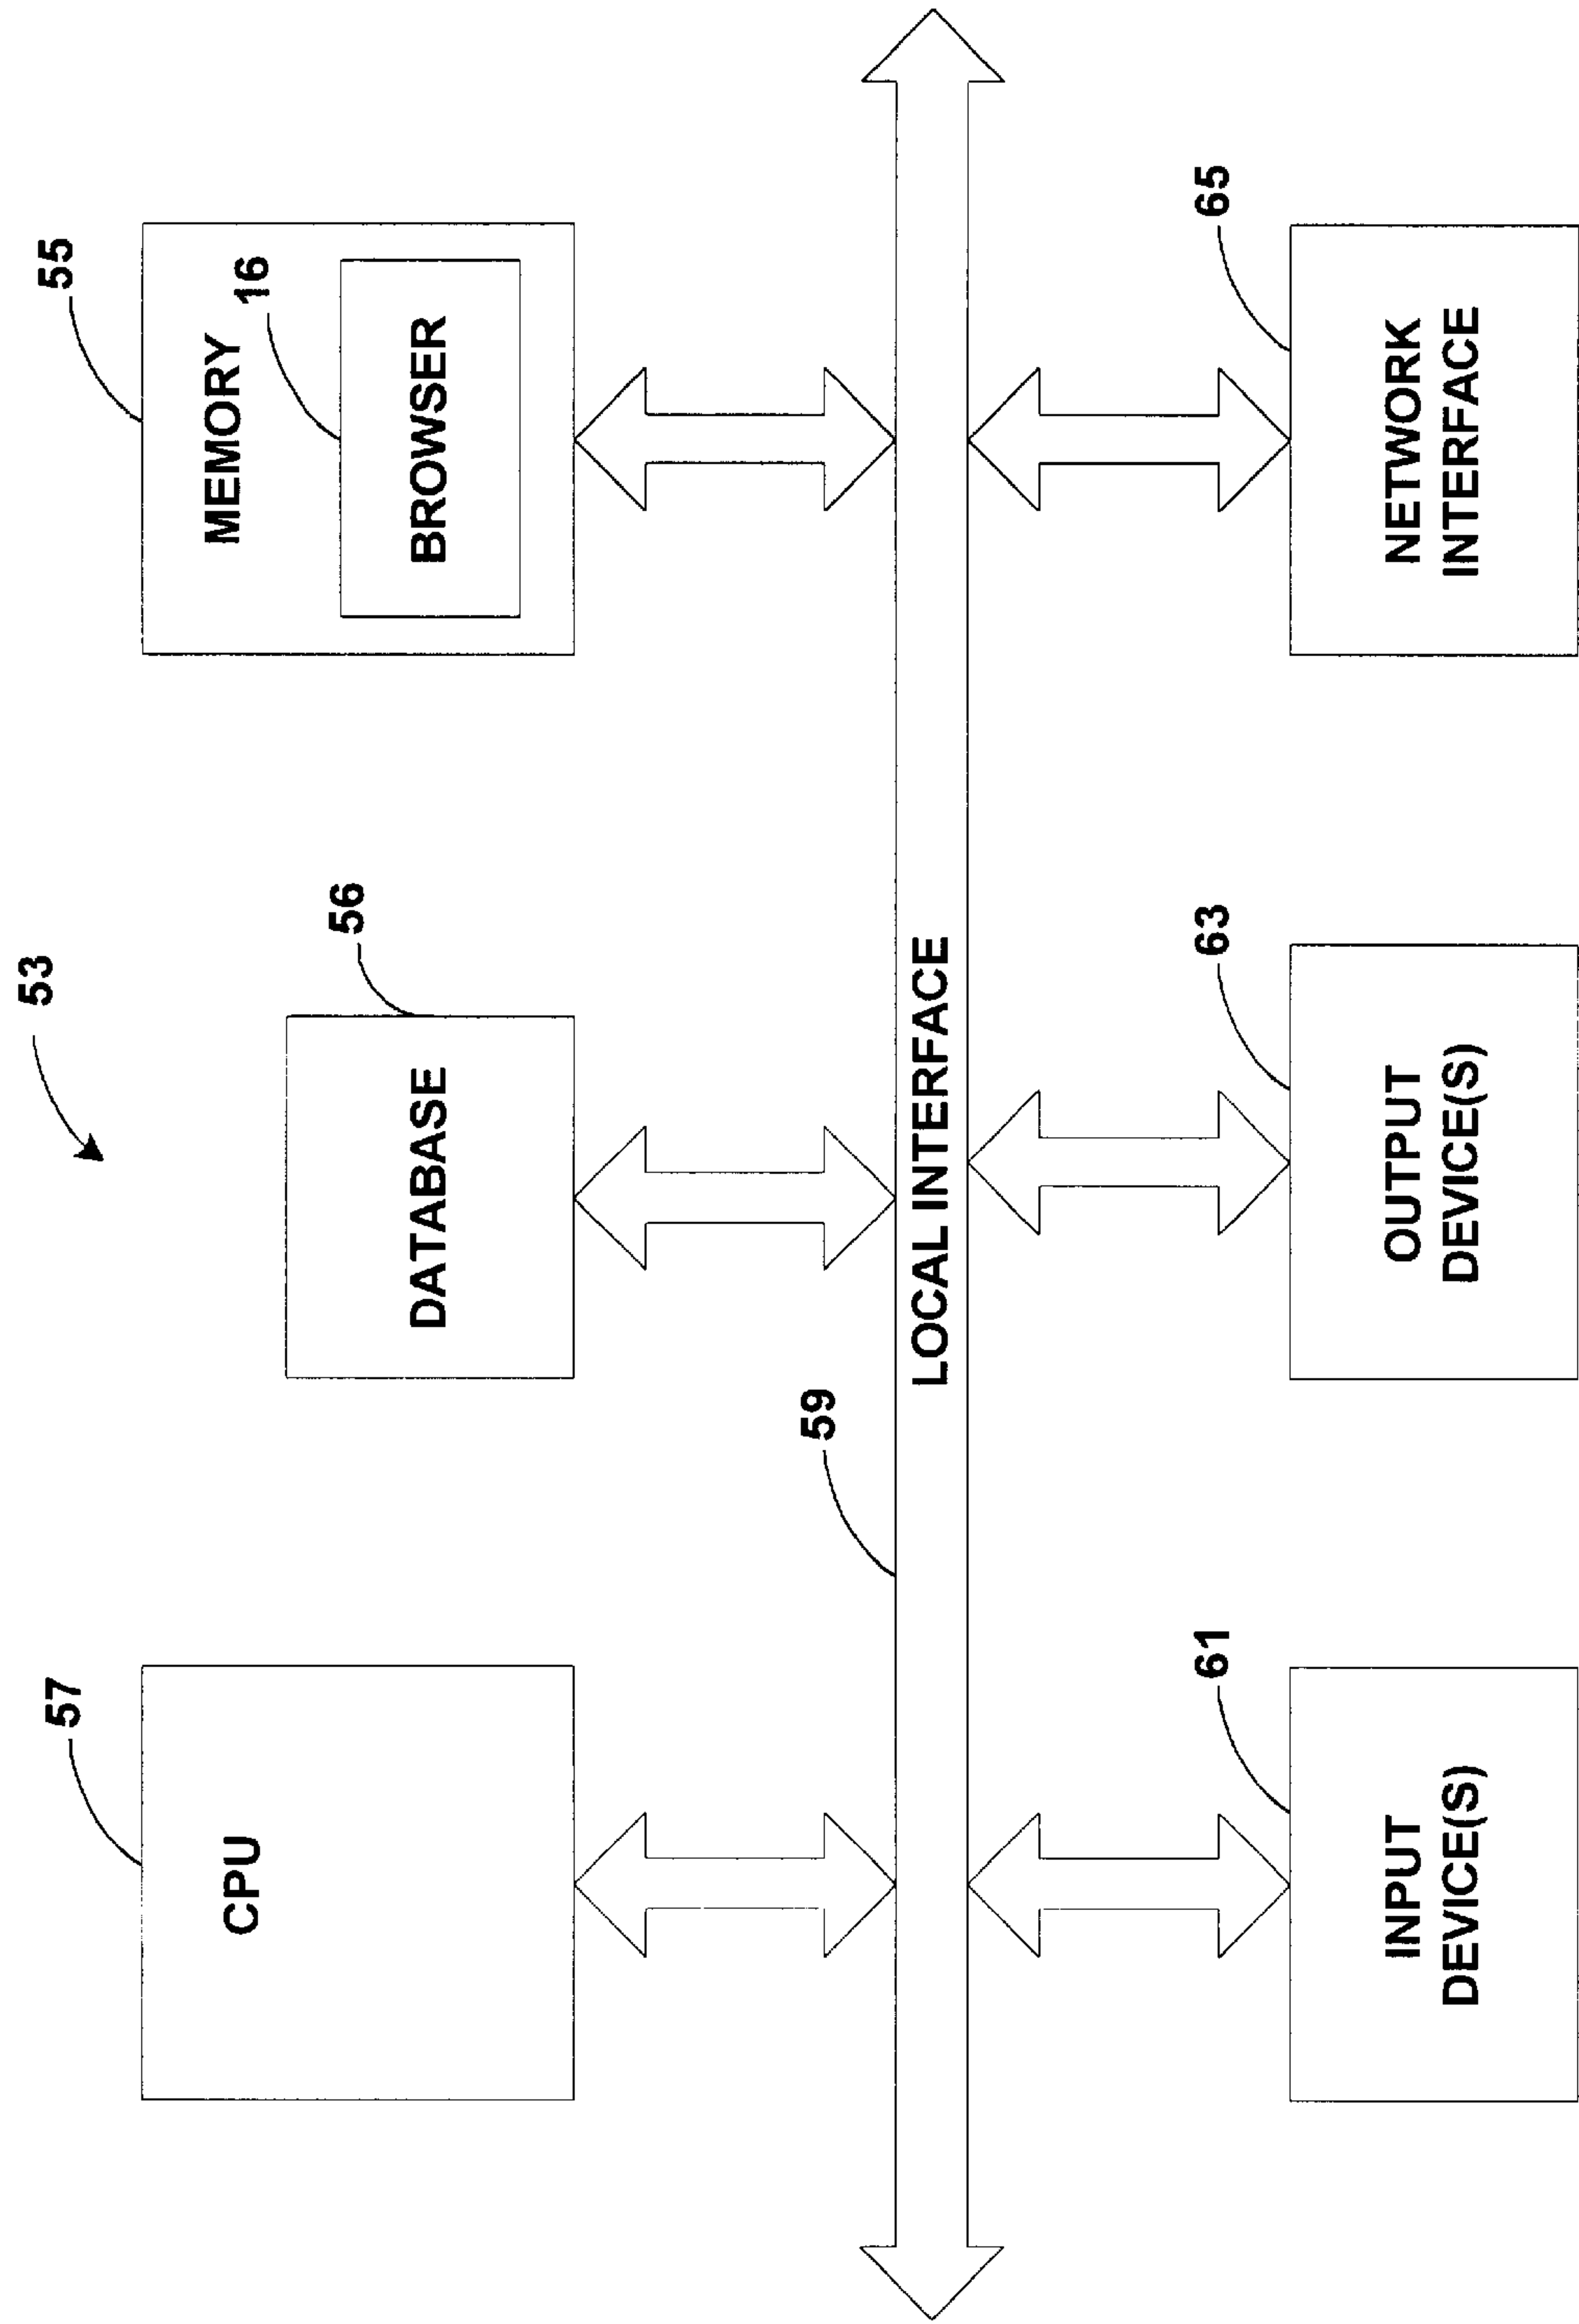 53
57
CPU
56
DATABASE
55
MEMORY
16
BROWSER
59
LOCAL INTERFACE
61
INPUT
DEVICE(S)
63
OUTPUT
DEVICE(S)
65
NETWORK
INTERFACE